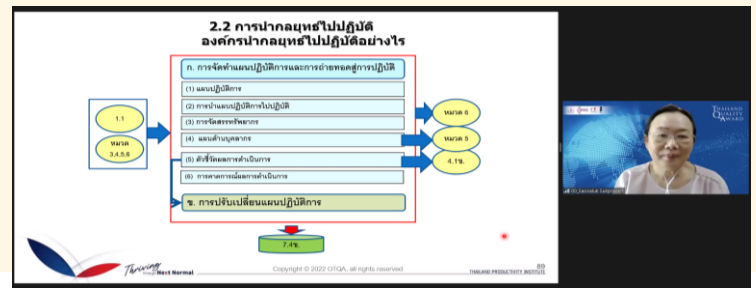 2.2 การนำกลยุทธ์ไปปฏิบัติ
องค์กรนำกลยุทธ์ไปปฏิบัติอย่างไร
ก. การจัดทำแผนปฏิบัติการและการถ่ายทอดสู่การปฏิบัติ
(1) แผนปฏิบัติการ
(2) การนำแผนปฏิบัติการไปปฏิบัติ
(3) การจัดสรรทรัพยากร
(4) แผนด้านบุคลากร
(5) ตัวชี้วัดผลการดำเนินการ
(6) การคาดการณ์ผลการดำเนินการ
ข. การปรับเปลี่ยนแผนปฏิบัติการ
1.1
หมวด
3,4,5,6
หมวด 6
หมวด 5
4.1ข.
7.4ข.
Thriving
Next Normal
Copyright © 2022 OTQA, all rights reserved
89
THAILAND PRODUCTIVITY INSTITUTE
THAILAND
QUALITY
AWARD